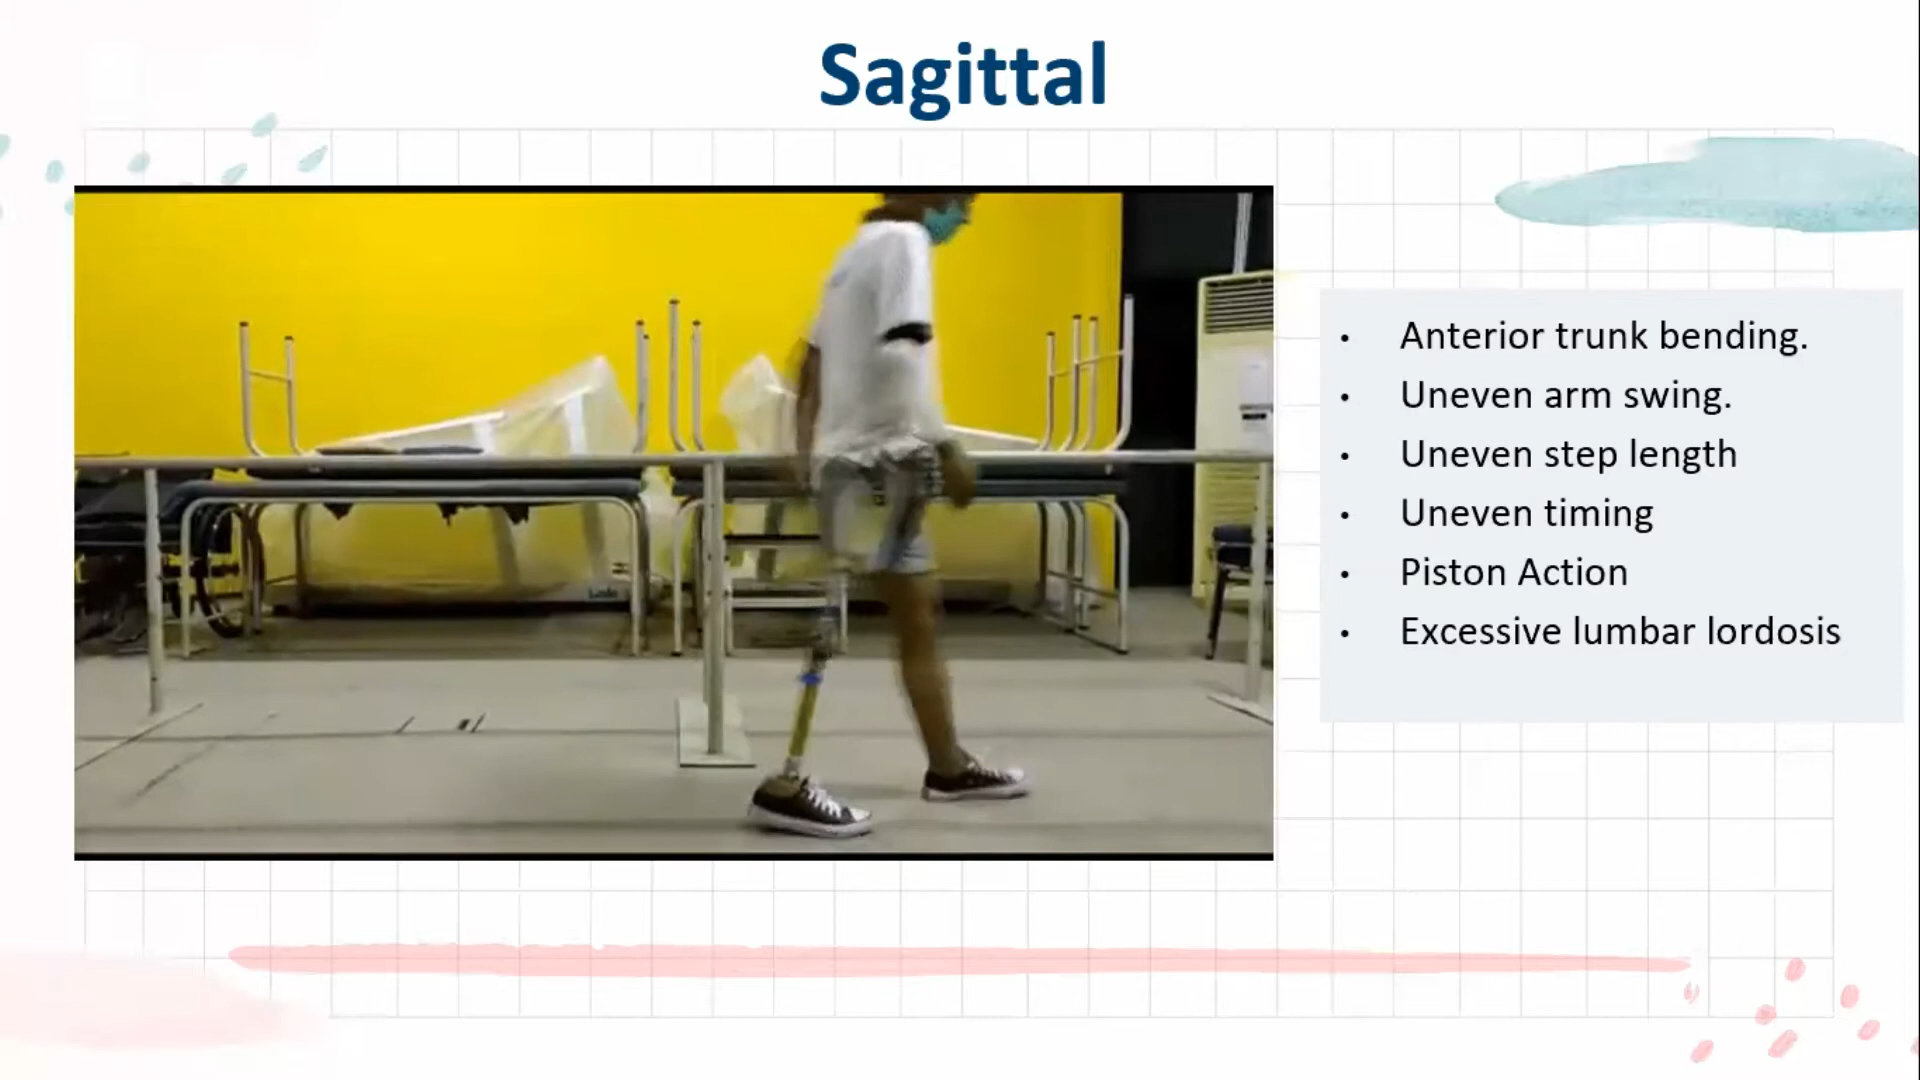 Sagittal
• Anterior trunk bending.
• Uneven arm swing.
• Uneven step length
• Uneven timing
• Piston Action
• Excessive lumbar lordosis